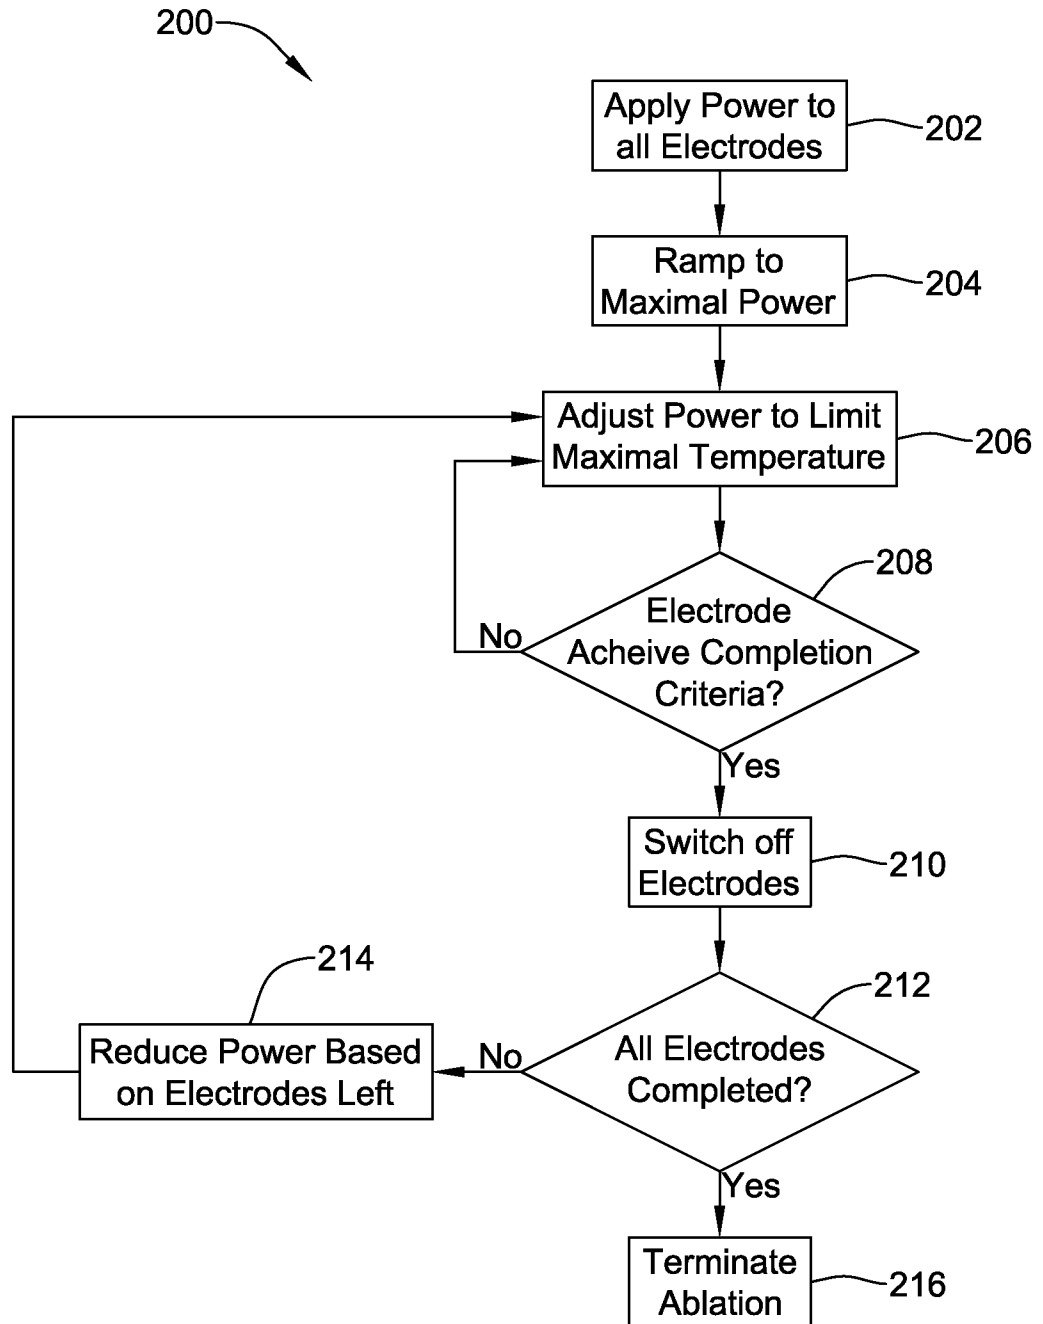 200
Apply Power to
all Electrodes
202
Ramp to
Maximal Power
204
Adjust Power to Limit
Maximal Temperature
206
208
Electrode
Acheive Completion
Criteria?
No
Yes
Switch off
Electrodes
210
214
212
Reduce Power Based
on Electrodes Left
No
All Electrodes
Completed?
Yes
Terminate
Ablation
216